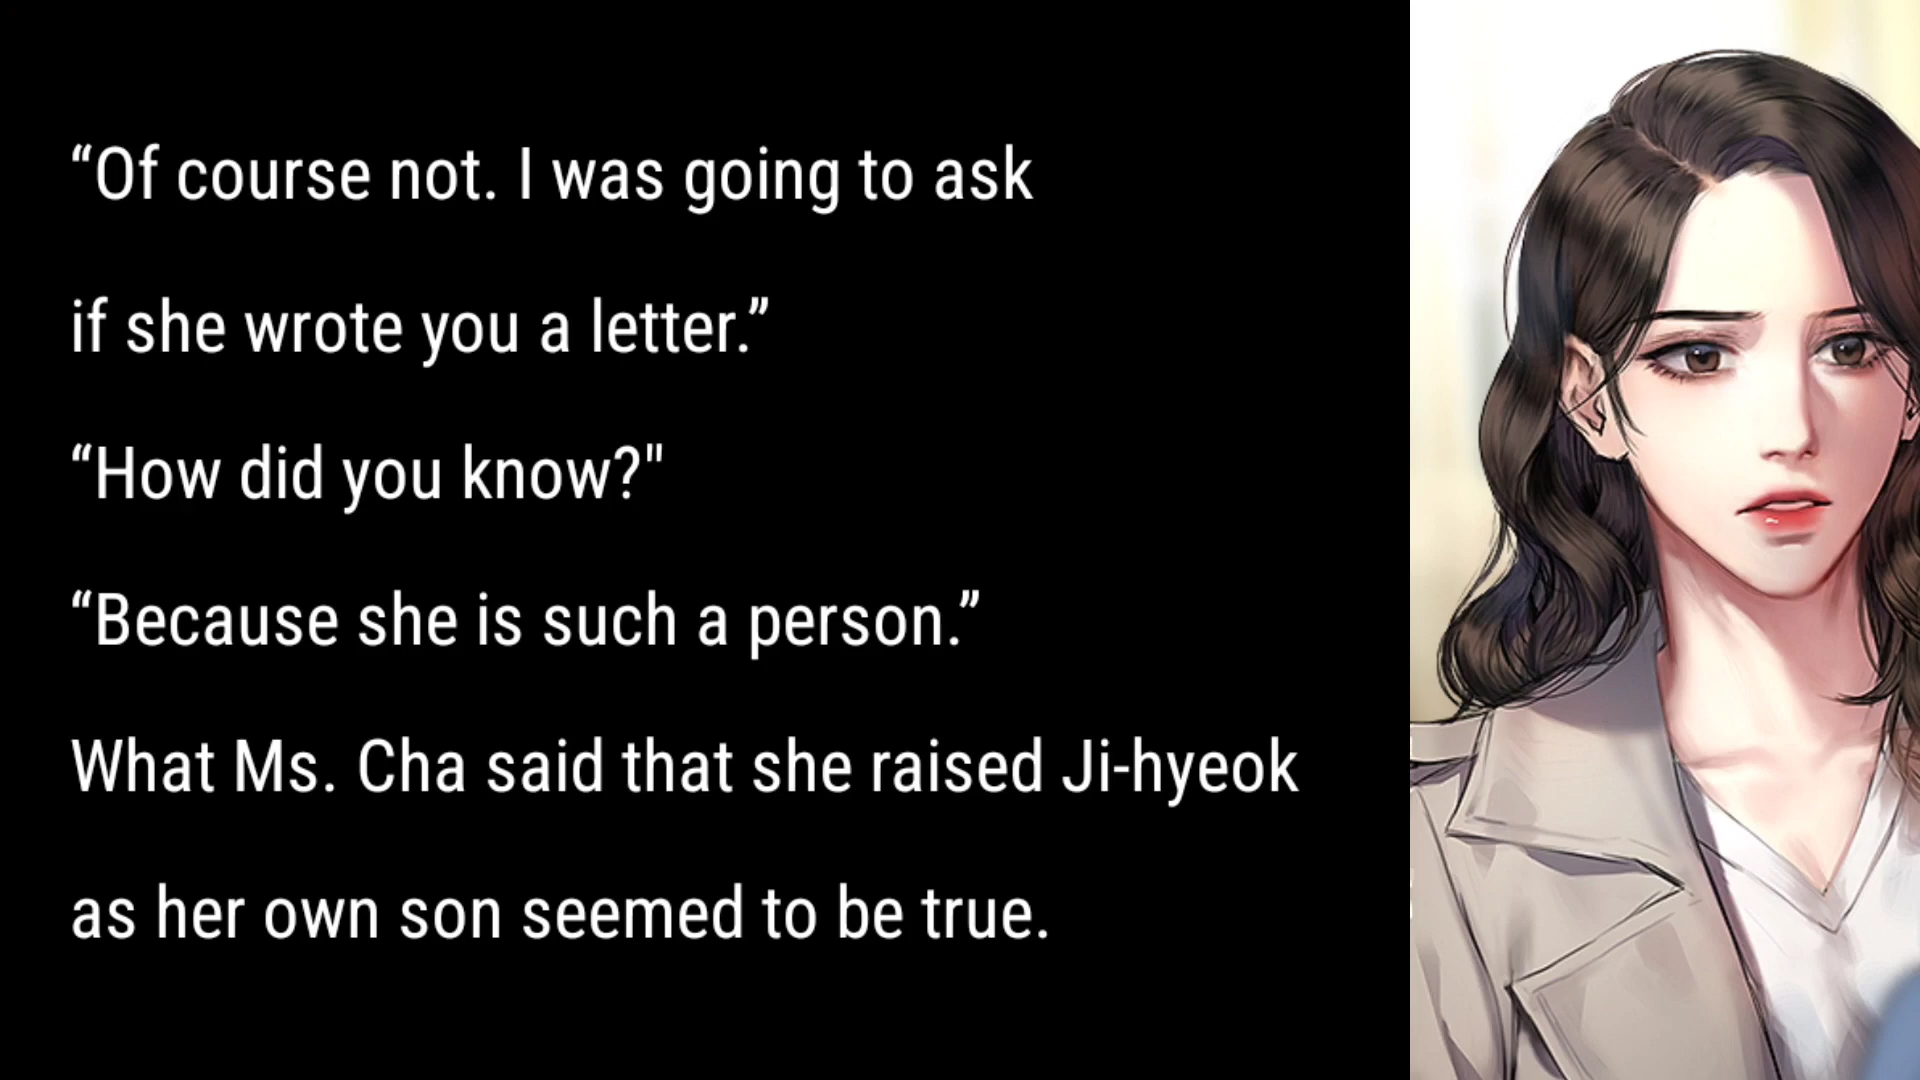 “Of course not. I was going to ask
if she wrote you a letter.”
“How did you know?"
“Because she is such a person.”
What Ms. Cha said that she raised Ji-hyeok
as her own son seemed to be true.